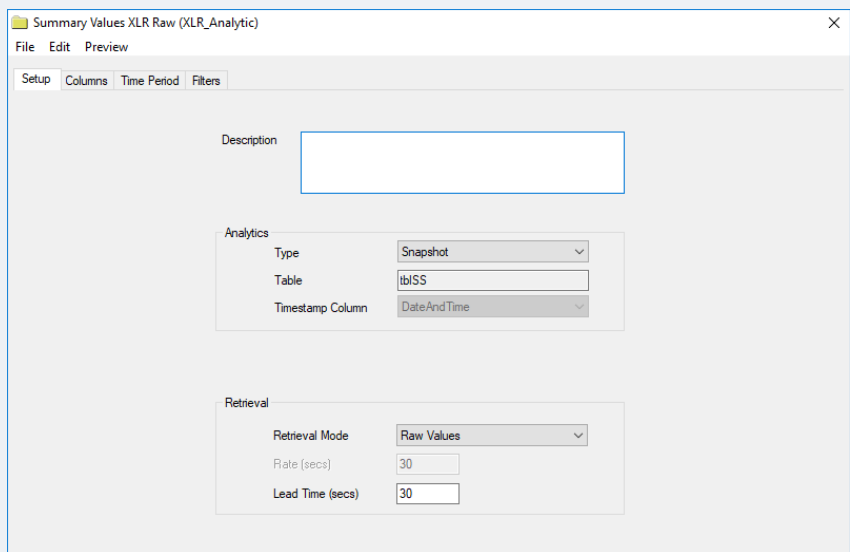 Summary Values XLR Raw (XLR_Analytic)
File Edit Preview
Setup Columns Time Period Filters
Description
Analytics
Type Snapshot
Table tblSS
Timestamp Column DateAndTime
Retrieval
Retrieval Mode Raw Values
Rate (secs) 30
Lead Time (secs) 30